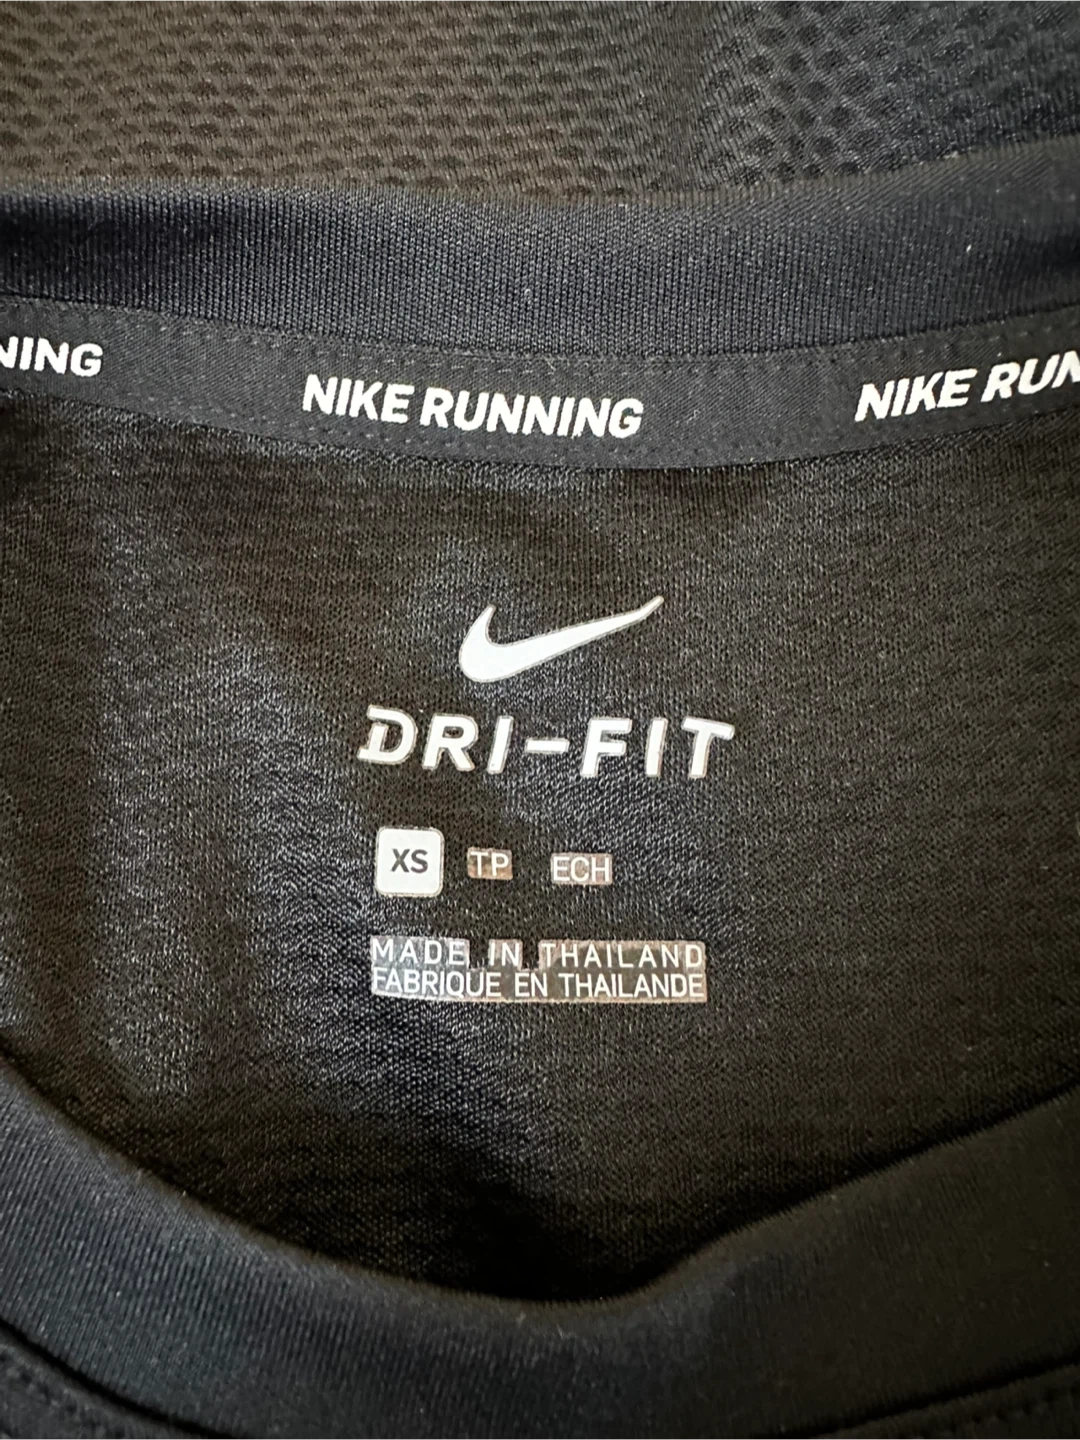 NING NIKE RUNNING NIKE RUN
DRI-FIT
XS TP ECH
MADE IN THAILAND
FABRIQUE EN THAILANDE